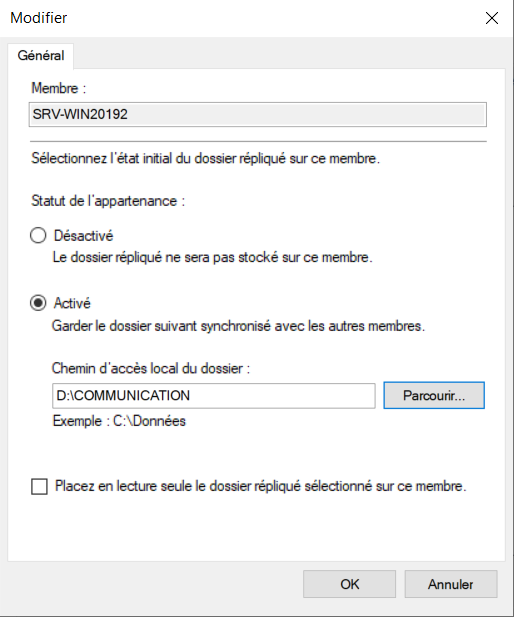 Modifier
Général
Membre :
SRV-WIN20192
Sélectionnez l'état initial du dossier répliqué sur ce membre.
Statut de l'appartenance :
Désactivé
Le dossier répliqué ne sera pas stocké sur ce membre.
Activé
Garder le dossier suivant synchronisé avec les autres membres.
Chemin d'accès local du dossier :
D:\COMMUNICATION
Parcourir...
Exemple : C:\Données
Placez en lecture seule le dossier répliqué sélectionné sur ce membre.
OK
Annuler